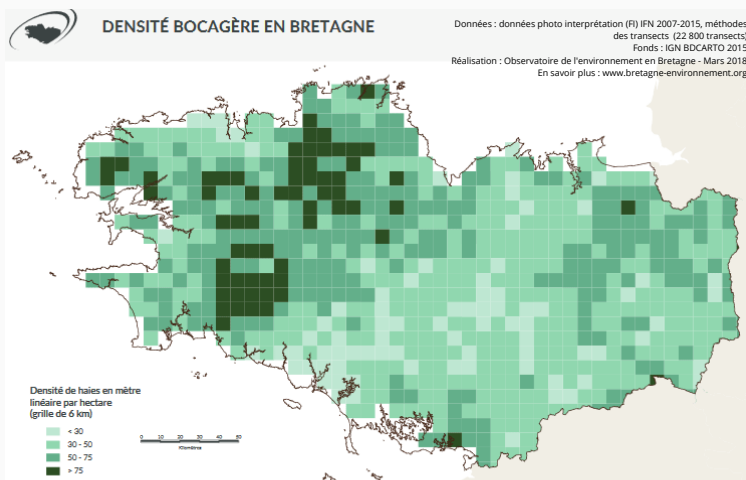 DENSITÉ BOCAGÈRE EN BRETAGNE
Données : données photo interprétation (FI) IFN 2007-2015, méthodes
des transects (22 800 transects)
Fonds : IGN BDCARTO 2015
Réalisation : Observatoire de l'environnement en Bretagne - Mars 2018
En savoir plus : www.bretagne-environnement.org
Densité de haies en mètre
linéaire par hectare
(grille de 6 km)
< 30
30 - 50
50 - 75
> 75
0 10 20 30 40 50
Kilomètres